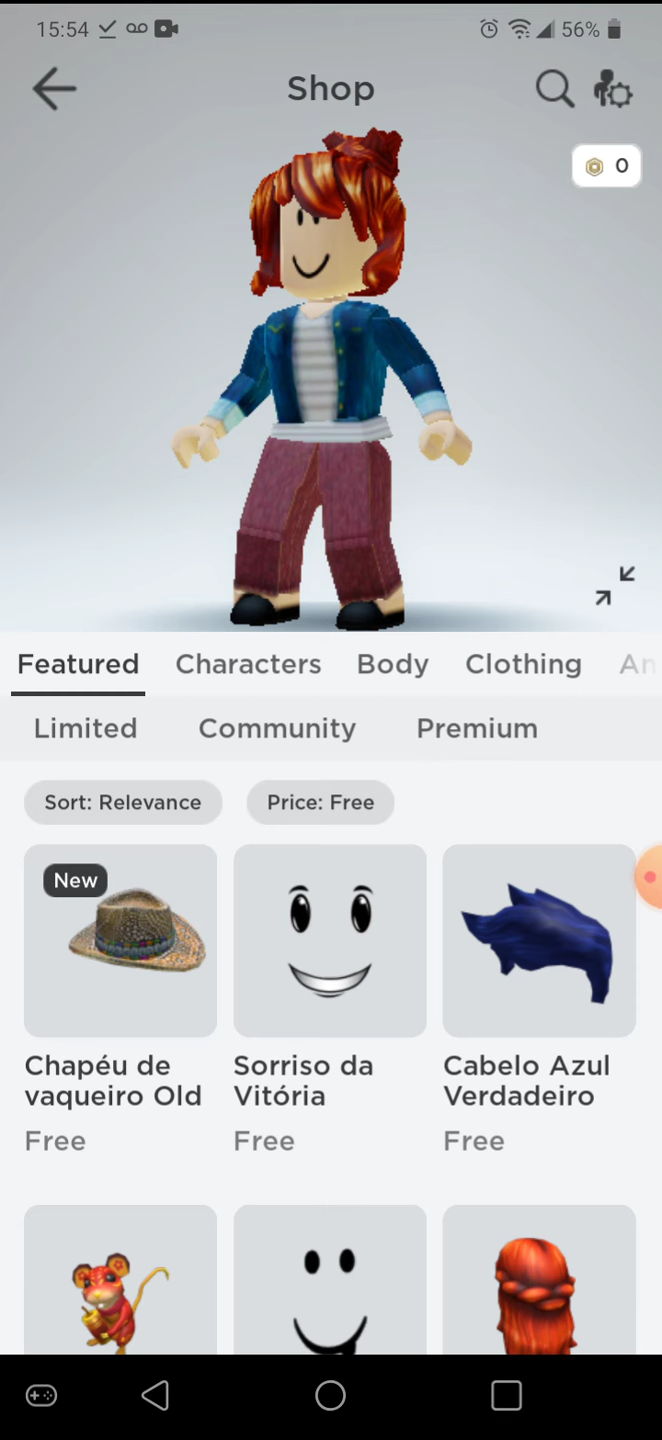 15:54
56%
Shop
0
Featured Characters Body Clothing An
Limited Community Premium
Sort: Relevance Price: Free
New
Chapéu de
vaqueiro Old
Free
Sorriso da
Vitória
Free
Cabelo Azul
Verdadeiro
Free